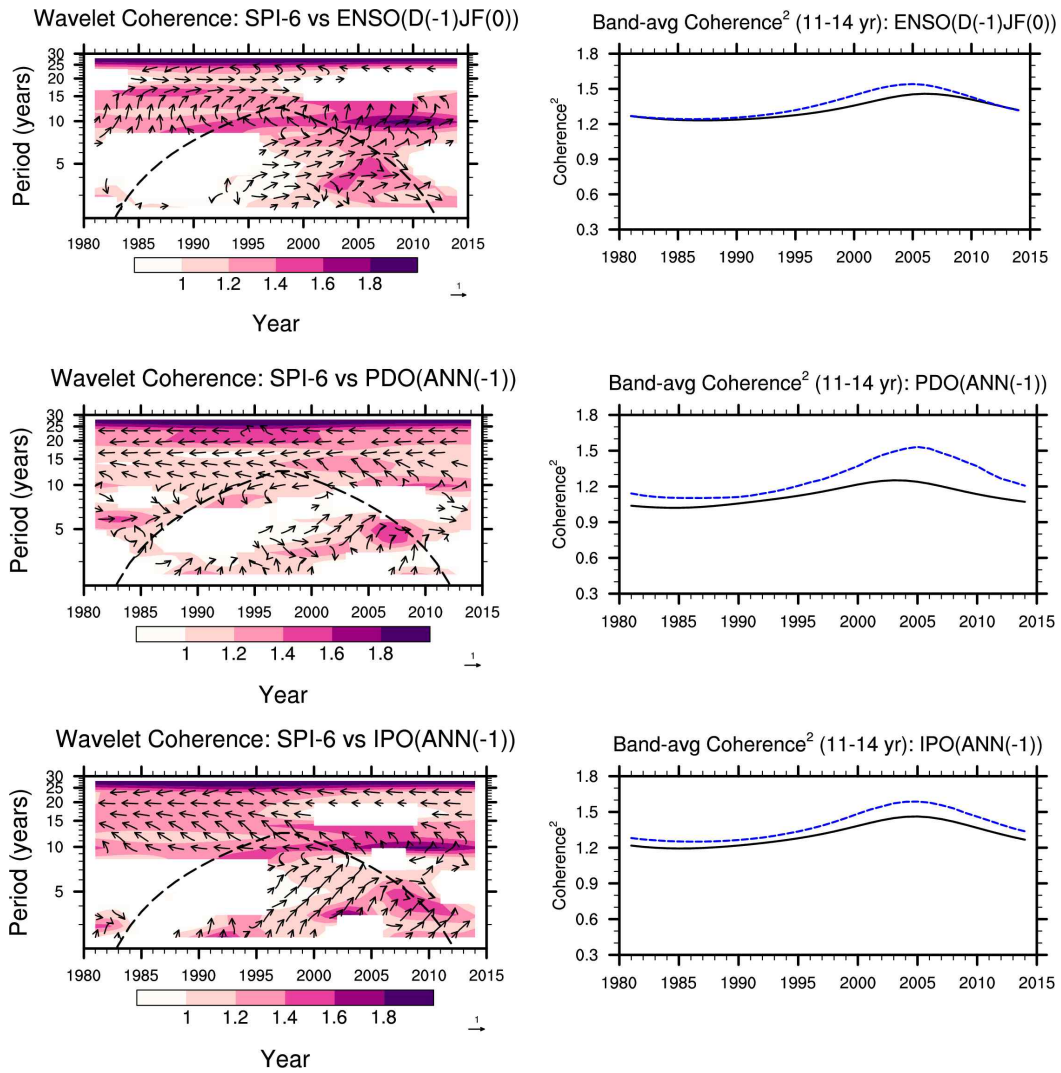 Wavelet Coherence: SPI-6 vs ENSO(D(-1)JF(0))
Period (years)
30
25
20
15
10
5
1980 1985 1990 1995 2000 2005 2010 2015
1 1.2 1.4 1.6 1.8
1
Year
Band-avg Coherence² (11-14 yr): ENSO(D(-1)JF(0))
Coherence²
1.8
1.5
1.2
0.9
0.6
0.3
1980 1985 1990 1995 2000 2005 2010 2015
Wavelet Coherence: SPI-6 vs PDO(ANN(-1))
Period (years)
30
25
20
15
10
5
1980 1985 1990 1995 2000 2005 2010 2015
1 1.2 1.4 1.6 1.8
1
Year
Band-avg Coherence² (11-14 yr): PDO(ANN(-1))
Coherence²
1.8
1.5
1.2
0.9
0.6
0.3
1980 1985 1990 1995 2000 2005 2010 2015
Wavelet Coherence: SPI-6 vs IPO(ANN(-1))
Period (years)
30
25
20
15
10
5
1980 1985 1990 1995 2000 2005 2010 2015
1 1.2 1.4 1.6 1.8
1
Year
Band-avg Coherence² (11-14 yr): IPO(ANN(-1))
Coherence²
1.8
1.5
1.2
0.9
0.6
0.3
1980 1985 1990 1995 2000 2005 2010 2015